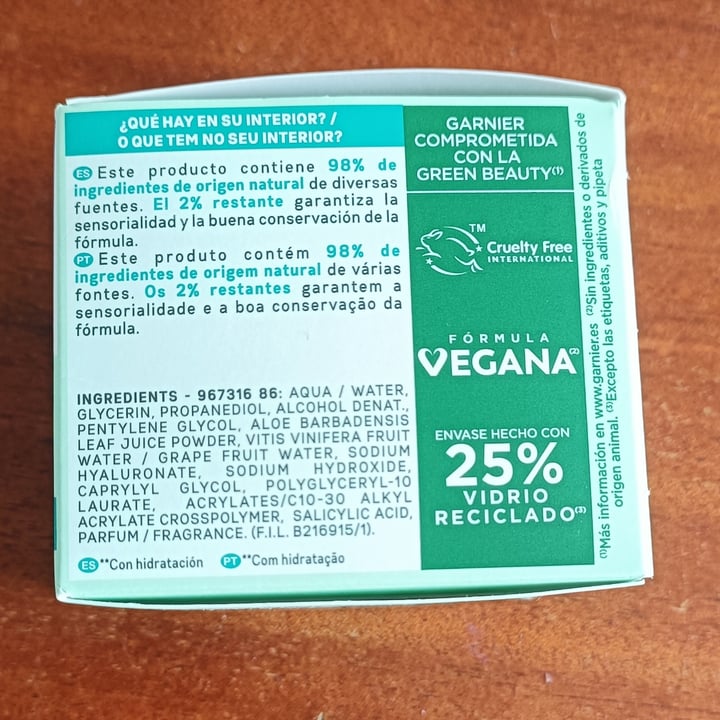 ¿QUÉ HAY EN SU INTERIOR? /
O QUE TEM NO SEU INTERIOR?
ES Este producto contiene 98% de
ingredientes de origen natural de diversas
fuentes. El 2% restante garantiza la
sensorialidad y la buena conservación de la
fórmula.
PT Este produto contém 98% de
ingredientes de origem natural de várias
fontes. Os 2% restantes garantem a
sensorialidade e a boa conservação da
fórmula.
INGREDIENTS - 967316 86: AQUA / WATER,
GLYCERIN, PROPANEDIOL, ALCOHOL DENAT.,
PENTYLENE GLYCOL, ALOE BARBADENSIS
LEAF JUICE POWDER, VITIS VINIFERA FRUIT
WATER / GRAPE FRUIT WATER, SODIUM
HYALURONATE, SODIUM HYDROXIDE,
CAPRYLYL GLYCOL, POLYGLYCERYL-10
LAURATE, ACRYLATES/C10-30 ALKYL
ACRYLATE CROSSPOLYMER, SALICYLIC ACID,
PARFUM / FRAGRANCE. (F.I.L. B216915/1).
ES **Con hidratación PT **Com hidratação
GARNIER
COMPROMETIDA
CON LA
GREEN BEAUTY(1)
TM
Cruelty Free
INTERNATIONAL
FÓRMULA
VEGANA(2)
ENVASE HECHO CON
25%
VIDRIO
RECICLADO(3)
(1)Más información en www.garnier.es (2)Sin ingredientes o derivados de
origen animal. (3)Excepto las etiquetas, aditivos y pipeta